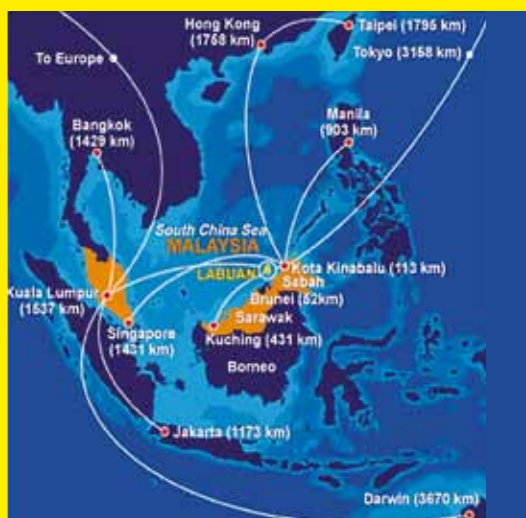 Hong Kong
(1758 km)
Taipei (1795 km)
To Europe
Tokyo (3158 km)
Bangkok
(1429 km)
Manila
(903 km)
South China Sea
MALAYSIA
LABUAN
Kota Kinabalu (113 km)
Sabah
Brunei (52km)
Kuala Lumpur
(1537 km)
Singapore
(1431 km)
Sarawak
Kuching (431 km)
Borneo
Jakarta (1173 km)
Darwin (3670 km)